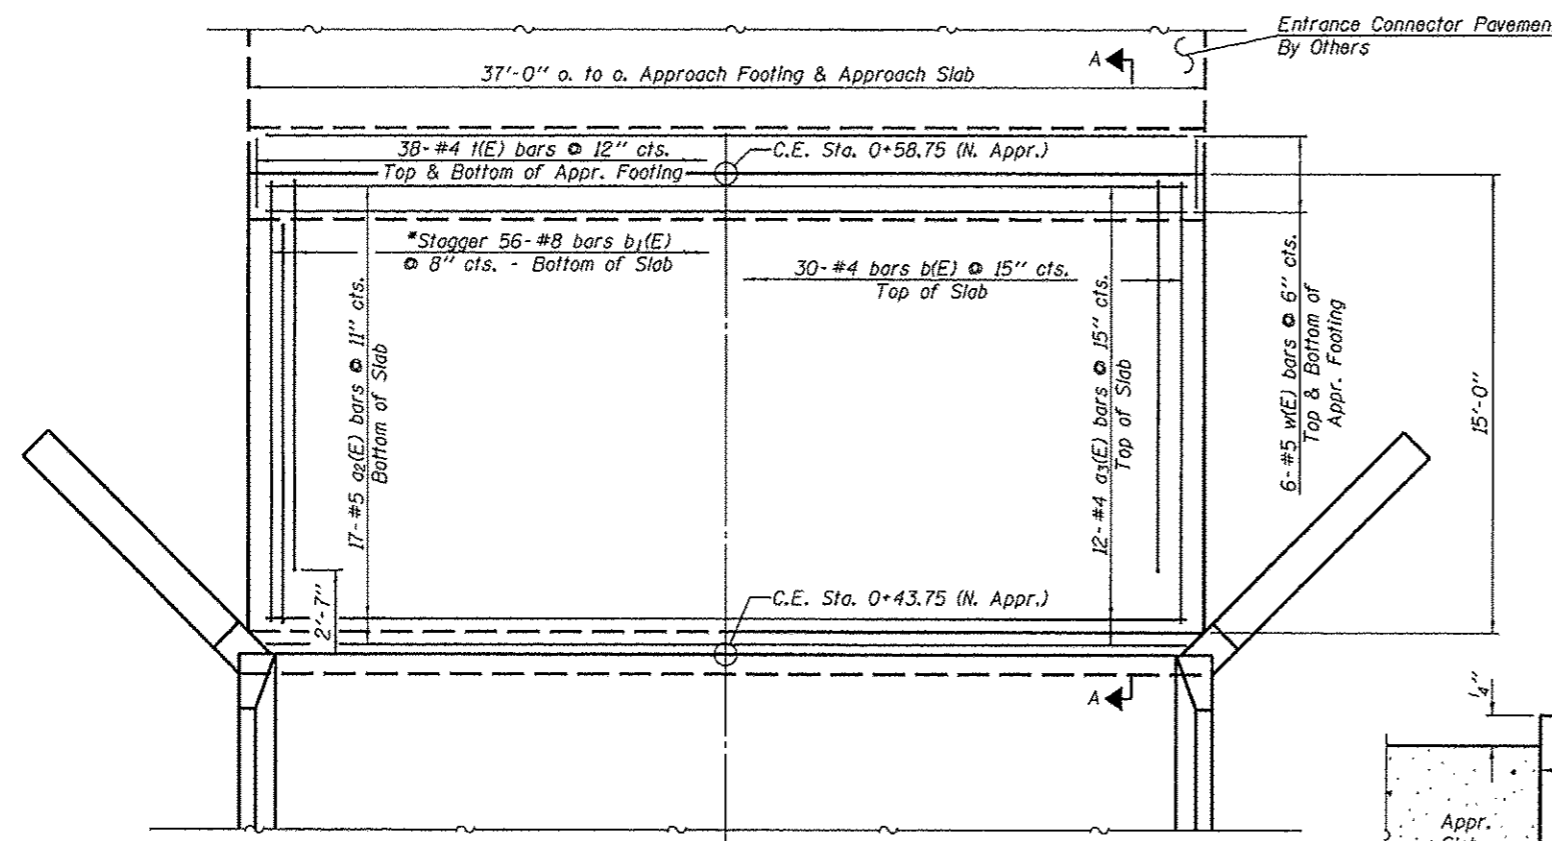 Entrance Connector Pavemen
By Others
A
37'-0" o. to o. Approach Footing & Approach Slab
38-#4 t(E) bars @ 12" cts.
Top & Bottom of Appr. Footing
C.E. Sta. 0+58.75 (N. Appr.)
*Stagger 56-#8 bars b1(E)
@ 8" cts. - Bottom of Slab
30-#4 bars b(E) @ 15" cts.
Top of Slab
17-#5 a2(E) bars @ 11" cts.
Bottom of Slab
12-#4 a3(E) bars @ 15" cts.
Top of Slab
6-#5 w(E) bars @ 6" cts.
Top & Bottom of
Appr. Footing
15'-0"
2'-7"
C.E. Sta. 0+43.75 (N. Appr.)
A
1/4"
Appr.